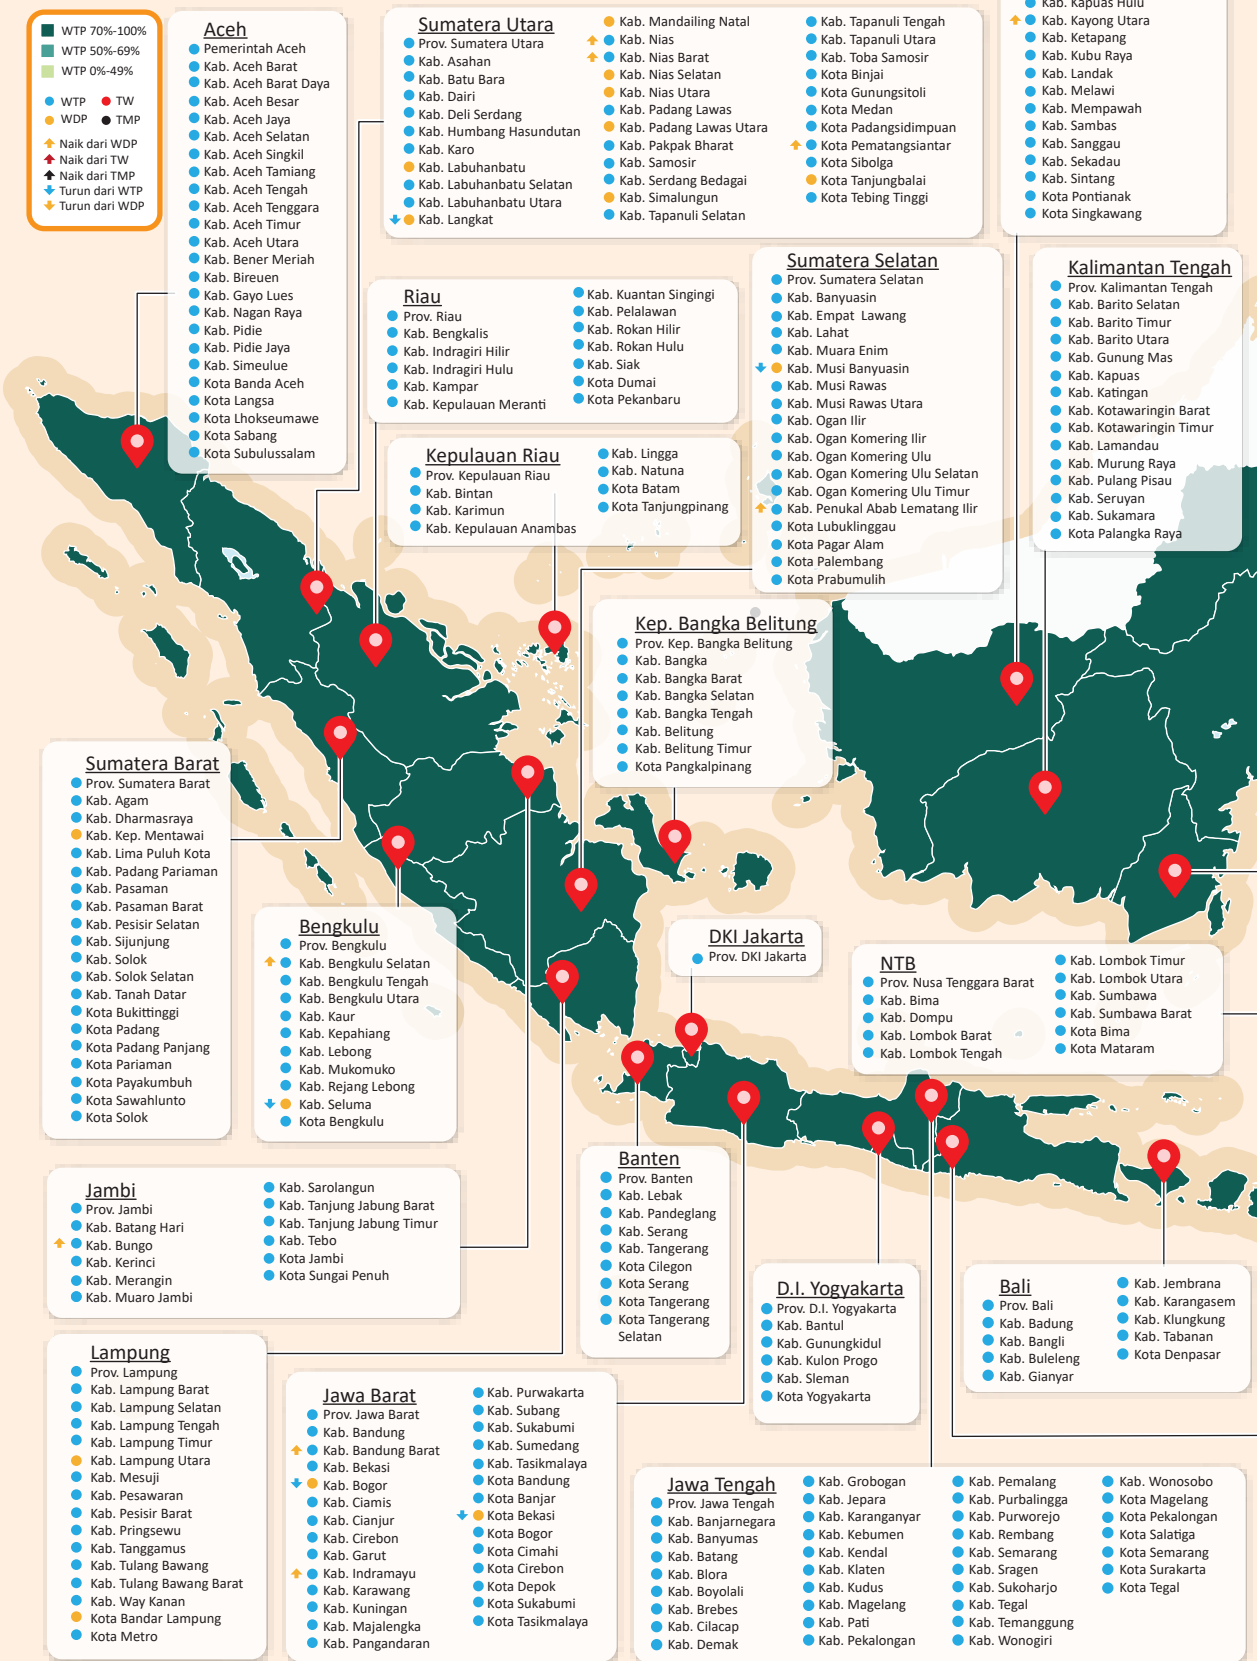 WTP 70%-100%
WTP 50%-69%
WTP 0%-49%
WTP
TW
WDP
TMP
Naik dari WDP
Naik dari TW
Naik dari TMP
Turun dari WTP
Turun dari WDP
Aceh
Pemerintah Aceh
Kab. Aceh Barat
Kab. Aceh Barat Daya
Kab. Aceh Besar
Kab. Aceh Jaya
Kab. Aceh Selatan
Kab. Aceh Singkil
Kab. Aceh Tamiang
Kab. Aceh Tengah
Kab. Aceh Tenggara
Kab. Aceh Timur
Kab. Aceh Utara
Kab. Bener Meriah
Kab. Bireuen
Kab. Gayo Lues
Kab. Nagan Raya
Kab. Pidie
Kab. Pidie Jaya
Kab. Simeulue
Kota Banda Aceh
Kota Langsa
Kota Lhokseumawe
Kota Sabang
Kota Subulussalam
Sumatera Utara
Prov. Sumatera Utara
Kab. Asahan
Kab. Batu Bara
Kab. Dairi
Kab. Deli Serdang
Kab. Humbang Hasundutan
Kab. Karo
Kab. Labuhanbatu
Kab. Labuhanbatu Selatan
Kab. Labuhanbatu Utara
Kab. Langkat
Kab. Mandailing Natal
Kab. Nias
Kab. Nias Barat
Kab. Nias Selatan
Kab. Nias Utara
Kab. Padang Lawas
Kab. Padang Lawas Utara
Kab. Pakpak Bharat
Kab. Samosir
Kab. Serdang Bedagai
Kab. Simalungun
Kab. Tapanuli Selatan
Kab. Tapanuli Tengah
Kab. Tapanuli Utara
Kab. Toba Samosir
Kota Binjai
Kota Gunungsitoli
Kota Medan
Kota Padangsidimpuan
Kota Pematangsiantar
Kota Sibolga
Kota Tanjungbalai
Kota Tebing Tinggi
Kab. Kapuas Hulu
Kab. Kayong Utara
Kab. Ketapang
Kab. Kubu Raya
Kab. Landak
Kab. Melawi
Kab. Mempawah
Kab. Sambas
Kab. Sanggau
Kab. Sekadau
Kab. Sintang
Kota Pontianak
Kota Singkawang
Riau
Prov. Riau
Kab. Bengkalis
Kab. Indragiri Hilir
Kab. Indragiri Hulu
Kab. Kampar
Kab. Kepulauan Meranti
Kab. Kuantan Singingi
Kab. Pelalawan
Kab. Rokan Hilir
Kab. Rokan Hulu
Kab. Siak
Kota Dumai
Kota Pekanbaru
Sumatera Selatan
Prov. Sumatera Selatan
Kab. Banyuasin
Kab. Empat Lawang
Kab. Lahat
Kab. Muara Enim
Kab. Musi Banyuasin
Kab. Musi Rawas
Kab. Musi Rawas Utara
Kab. Ogan Ilir
Kab. Ogan Komering Ilir
Kab. Ogan Komering Ulu
Kab. Ogan Komering Ulu Selatan
Kab. Ogan Komering Ulu Timur
Kab. Penukal Abab Lematang Ilir
Kota Lubuklinggau
Kota Pagar Alam
Kota Palembang
Kota Prabumulih
Kalimantan Tengah
Prov. Kalimantan Tengah
Kab. Barito Selatan
Kab. Barito Timur
Kab. Barito Utara
Kab. Gunung Mas
Kab. Kapuas
Kab. Katingan
Kab. Kotawaringin Barat
Kab. Kotawaringin Timur
Kab. Lamandau
Kab. Murung Raya
Kab. Pulang Pisau
Kab. Seruyan
Kab. Sukamara
Kota Palangka Raya
Kepulauan Riau
Prov. Kepulauan Riau
Kab. Bintan
Kab. Karimun
Kab. Kepulauan Anambas
Kab. Lingga
Kab. Natuna
Kota Batam
Kota Tanjungpinang
Kep. Bangka Belitung
Prov. Kep. Bangka Belitung
Kab. Bangka
Kab. Bangka Barat
Kab. Bangka Selatan
Kab. Bangka Tengah
Kab. Belitung
Kab. Belitung Timur
Kota Pangkalpinang
Sumatera Barat
Prov. Sumatera Barat
Kab. Agam
Kab. Dharmasraya
Kab. Kep. Mentawai
Kab. Lima Puluh Kota
Kab. Padang Pariaman
Kab. Pasaman
Kab. Pasaman Barat
Kab. Pesisir Selatan
Kab. Sijunjung
Kab. Solok
Kab. Solok Selatan
Kab. Tanah Datar
Kota Bukittinggi
Kota Padang
Kota Padang Panjang
Kota Pariaman
Kota Payakumbuh
Kota Sawahlunto
Kota Solok
Bengkulu
Prov. Bengkulu
Kab. Bengkulu Selatan
Kab. Bengkulu Tengah
Kab. Bengkulu Utara
Kab. Kaur
Kab. Kepahiang
Kab. Lebong
Kab. Mukomuko
Kab. Rejang Lebong
Kab. Seluma
Kota Bengkulu
DKI Jakarta
Prov. DKI Jakarta
NTB
Prov. Nusa Tenggara Barat
Kab. Bima
Kab. Dompu
Kab. Lombok Barat
Kab. Lombok Tengah
Kab. Lombok Timur
Kab. Lombok Utara
Kab. Sumbawa
Kab. Sumbawa Barat
Kota Bima
Kota Mataram
Jambi
Prov. Jambi
Kab. Batang Hari
Kab. Bungo
Kab. Kerinci
Kab. Merangin
Kab. Muaro Jambi
Kab. Sarolangun
Kab. Tanjung Jabung Barat
Kab. Tanjung Jabung Timur
Kab. Tebo
Kota Jambi
Kota Sungai Penuh
Banten
Prov. Banten
Kab. Lebak
Kab. Pandeglang
Kab. Serang
Kab. Tangerang
Kota Cilegon
Kota Serang
Kota Tangerang
Kota Tangerang
Selatan
D.I. Yogyakarta
Prov. D.I. Yogyakarta
Kab. Bantul
Kab. Gunungkidul
Kab. Kulon Progo
Kab. Sleman
Kota Yogyakarta
Bali
Prov. Bali
Kab. Badung
Kab. Bangli
Kab. Buleleng
Kab. Gianyar
Kab. Jembrana
Kab. Karangasem
Kab. Klungkung
Kab. Tabanan
Kota Denpasar
Lampung
Prov. Lampung
Kab. Lampung Barat
Kab. Lampung Selatan
Kab. Lampung Tengah
Kab. Lampung Timur
Kab. Lampung Utara
Kab. Mesuji
Kab. Pesawaran
Kab. Pesisir Barat
Kab. Pringsewu
Kab. Tanggamus
Kab. Tulang Bawang
Kab. Tulang Bawang Barat
Kab. Way Kanan
Kota Bandar Lampung
Kota Metro
Jawa Barat
Prov. Jawa Barat
Kab. Bandung
Kab. Bandung Barat
Kab. Bekasi
Kab. Bogor
Kab. Ciamis
Kab. Cianjur
Kab. Cirebon
Kab. Garut
Kab. Indramayu
Kab. Karawang
Kab. Kuningan
Kab. Majalengka
Kab. Pangandaran
Kab. Purwakarta
Kab. Subang
Kab. Sukabumi
Kab. Sumedang
Kab. Tasikmalaya
Kota Bandung
Kota Banjar
Kota Bekasi
Kota Bogor
Kota Cimahi
Kota Cirebon
Kota Depok
Kota Sukabumi
Kota Tasikmalaya
Jawa Tengah
Prov. Jawa Tengah
Kab. Banjarnegara
Kab. Banyumas
Kab. Batang
Kab. Blora
Kab. Boyolali
Kab. Brebes
Kab. Cilacap
Kab. Demak
Kab. Grobogan
Kab. Jepara
Kab. Karanganyar
Kab. Kebumen
Kab. Kendal
Kab. Klaten
Kab. Kudus
Kab. Magelang
Kab. Pati
Kab. Pekalongan
Kab. Pemalang
Kab. Purbalingga
Kab. Purworejo
Kab. Rembang
Kab. Semarang
Kab. Sragen
Kab. Sukoharjo
Kab. Tegal
Kab. Temanggung
Kab. Wonogiri
Kab. Wonosobo
Kota Magelang
Kota Pekalongan
Kota Salatiga
Kota Semarang
Kota Surakarta
Kota Tegal